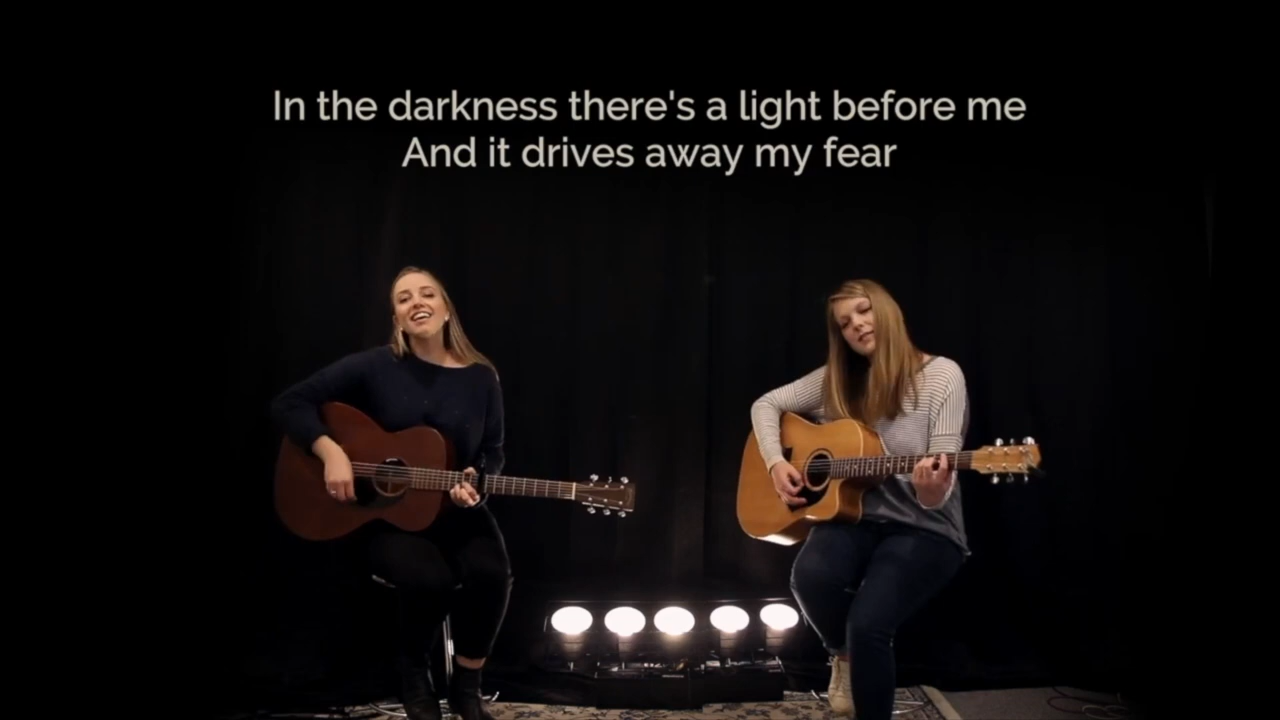 In the darkness there's a light before me
And it drives away my fear